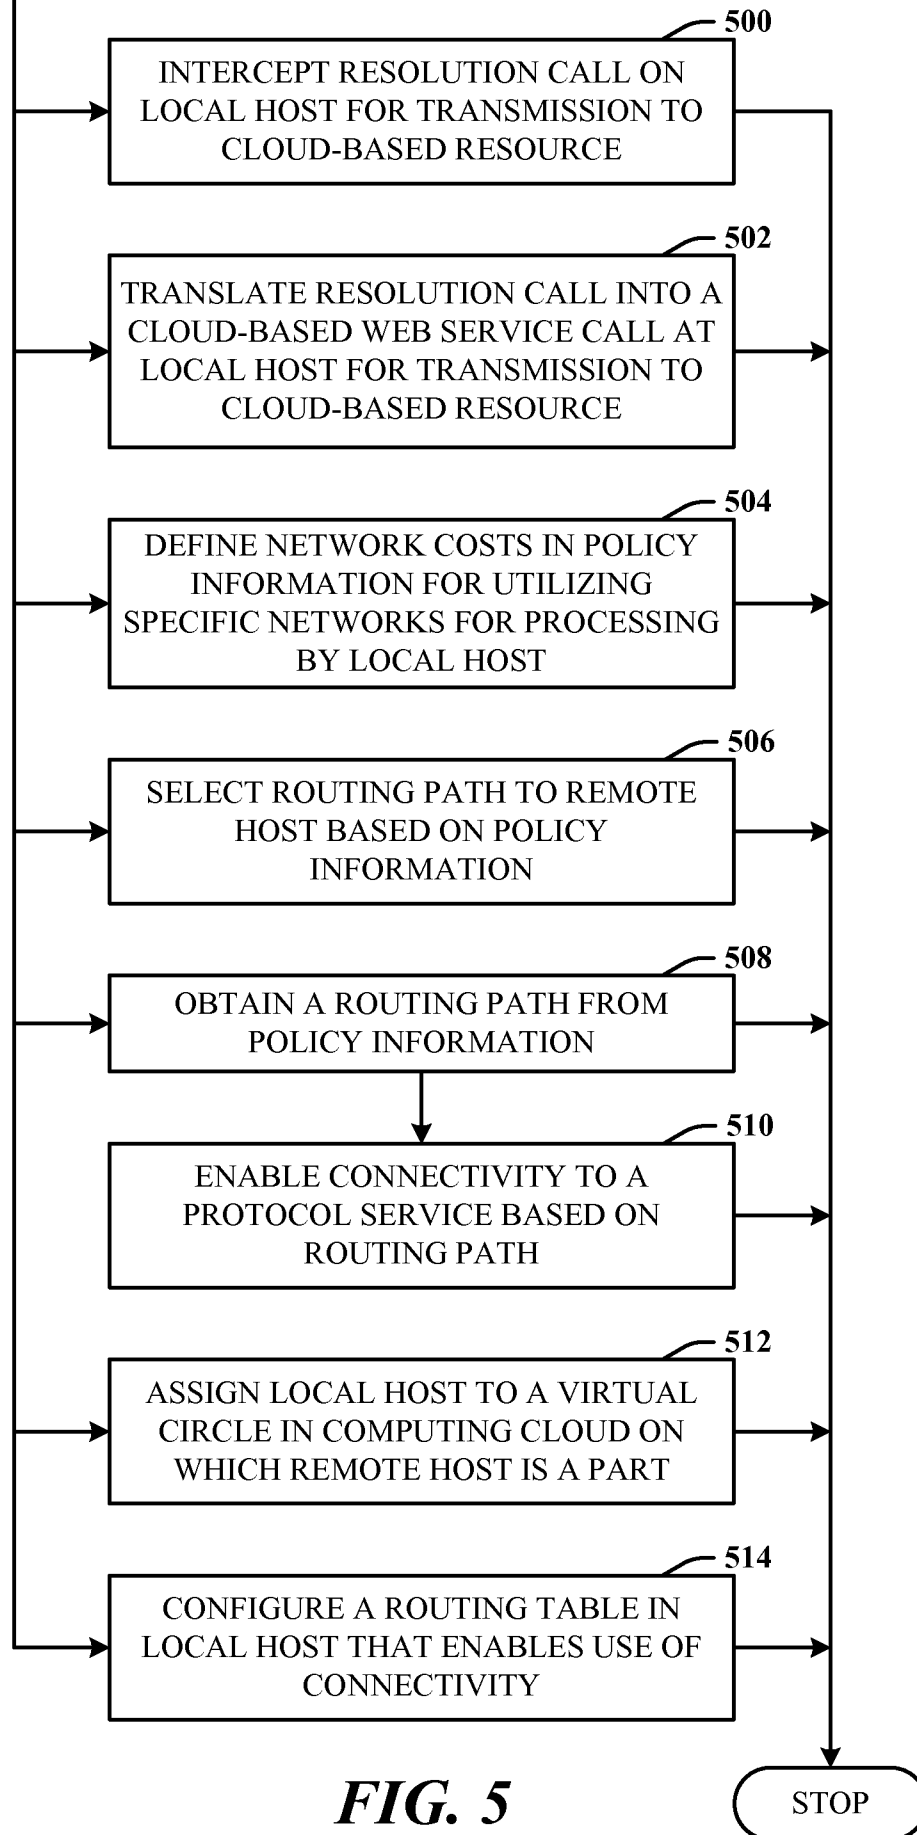 500
INTERCEPT RESOLUTION CALL ON
LOCAL HOST FOR TRANSMISSION TO
CLOUD-BASED RESOURCE
502
TRANSLATE RESOLUTION CALL INTO A
CLOUD-BASED WEB SERVICE CALL AT
LOCAL HOST FOR TRANSMISSION TO
CLOUD-BASED RESOURCE
504
DEFINE NETWORK COSTS IN POLICY
INFORMATION FOR UTILIZING
SPECIFIC NETWORKS FOR PROCESSING
BY LOCAL HOST
506
SELECT ROUTING PATH TO REMOTE
HOST BASED ON POLICY
INFORMATION
508
OBTAIN A ROUTING PATH FROM
POLICY INFORMATION
510
ENABLE CONNECTIVITY TO A
PROTOCOL SERVICE BASED ON
ROUTING PATH
512
ASSIGN LOCAL HOST TO A VIRTUAL
CIRCLE IN COMPUTING CLOUD ON
WHICH REMOTE HOST IS A PART
514
CONFIGURE A ROUTING TABLE IN
LOCAL HOST THAT ENABLES USE OF
CONNECTIVITY
FIG. 5
STOP